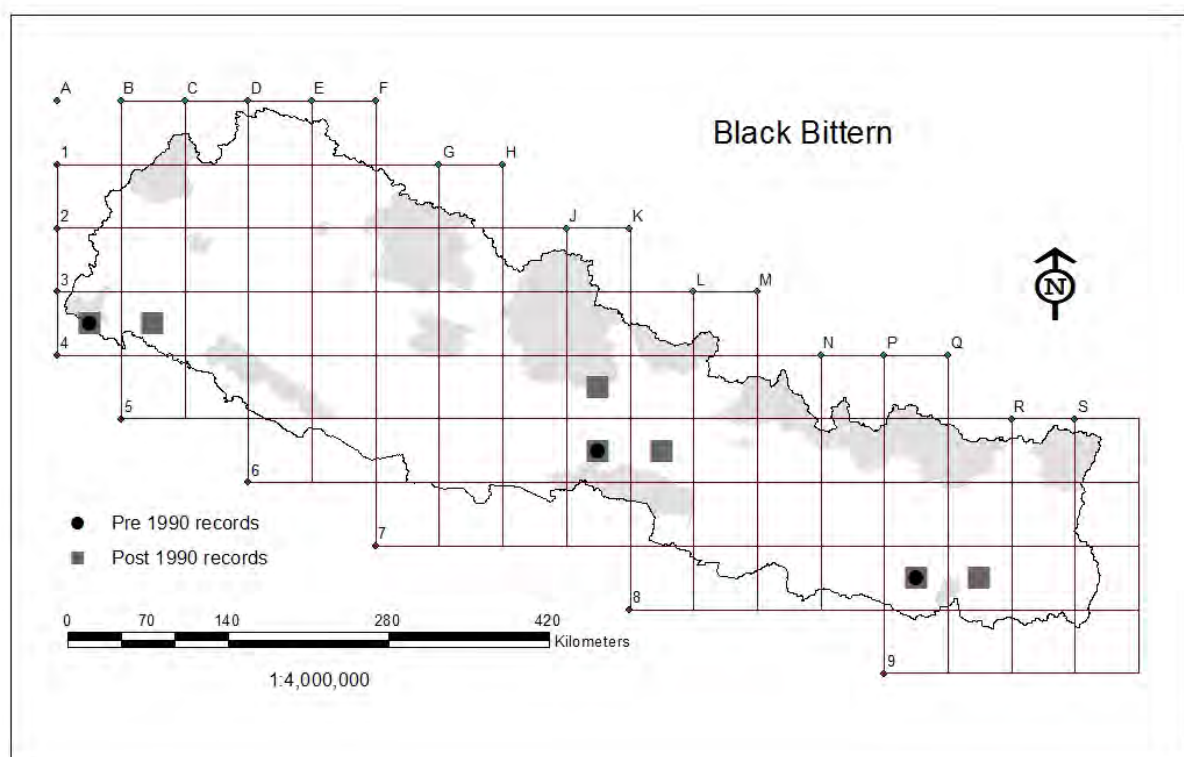 Black Bittern
A B C D E F
1 G H
2 J K
N
3 L M
4 N P Q
5 R S
6
Pre 1990 records
7
Post 1990 records
8
0 70 140 280 420
Kilometers
9
1:4,000,000